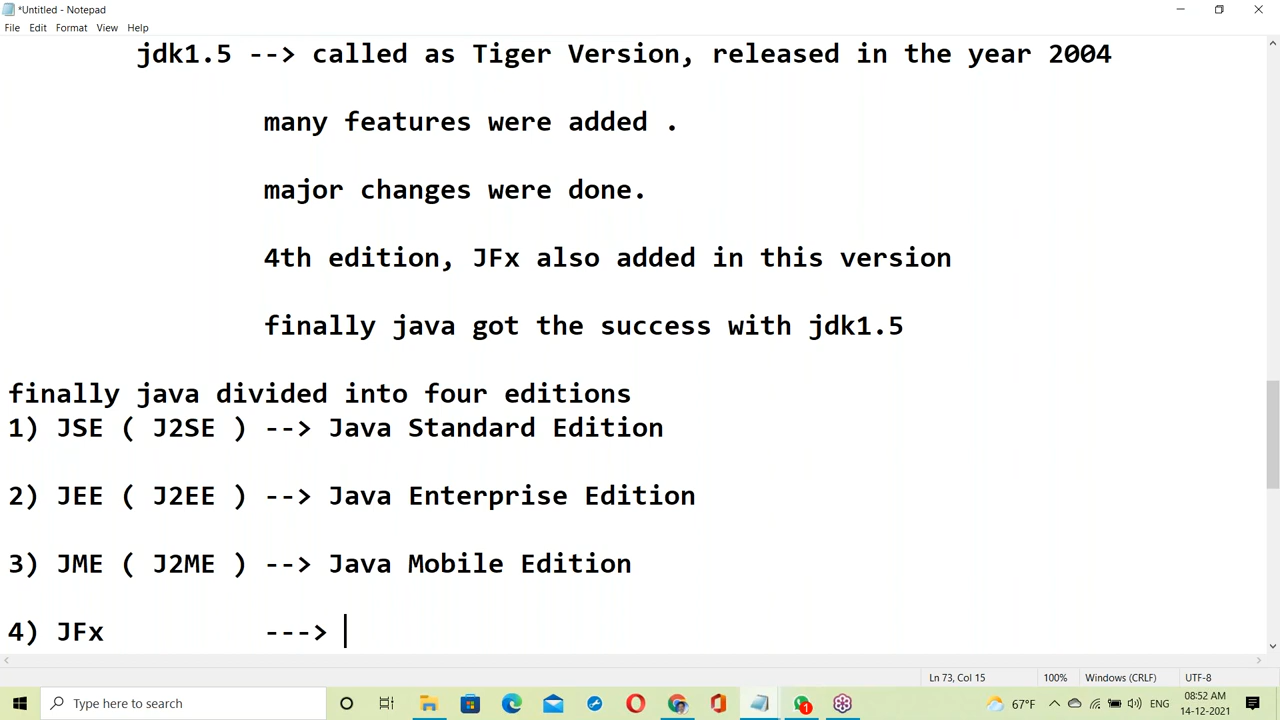 *Untitled - Notepad
File Edit Format View Help
jdk1.5 --> called as Tiger Version, released in the year 2004
many features were added .
major changes were done.
4th edition, JFx also added in this version
finally java got the success with jdk1.5
finally java divided into four editions
1) JSE ( J2SE ) --> Java Standard Edition
2) JEE ( J2EE ) --> Java Enterprise Edition
3) JME ( J2ME ) --> Java Mobile Edition
4) JFx --->
Ln 73, Col 15 100% Windows (CRLF) UTF-8
Type here to search 1 67°F ENG 08:52 AM
14-12-2021